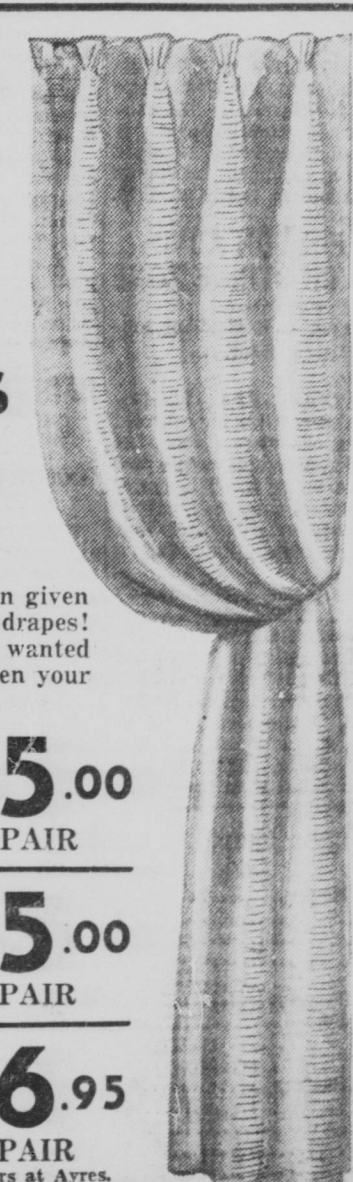 n given
drapes!
wanted
en your
5.00
PAIR
5.00
PAIR
6.95
PAIR
rs at Ayres.